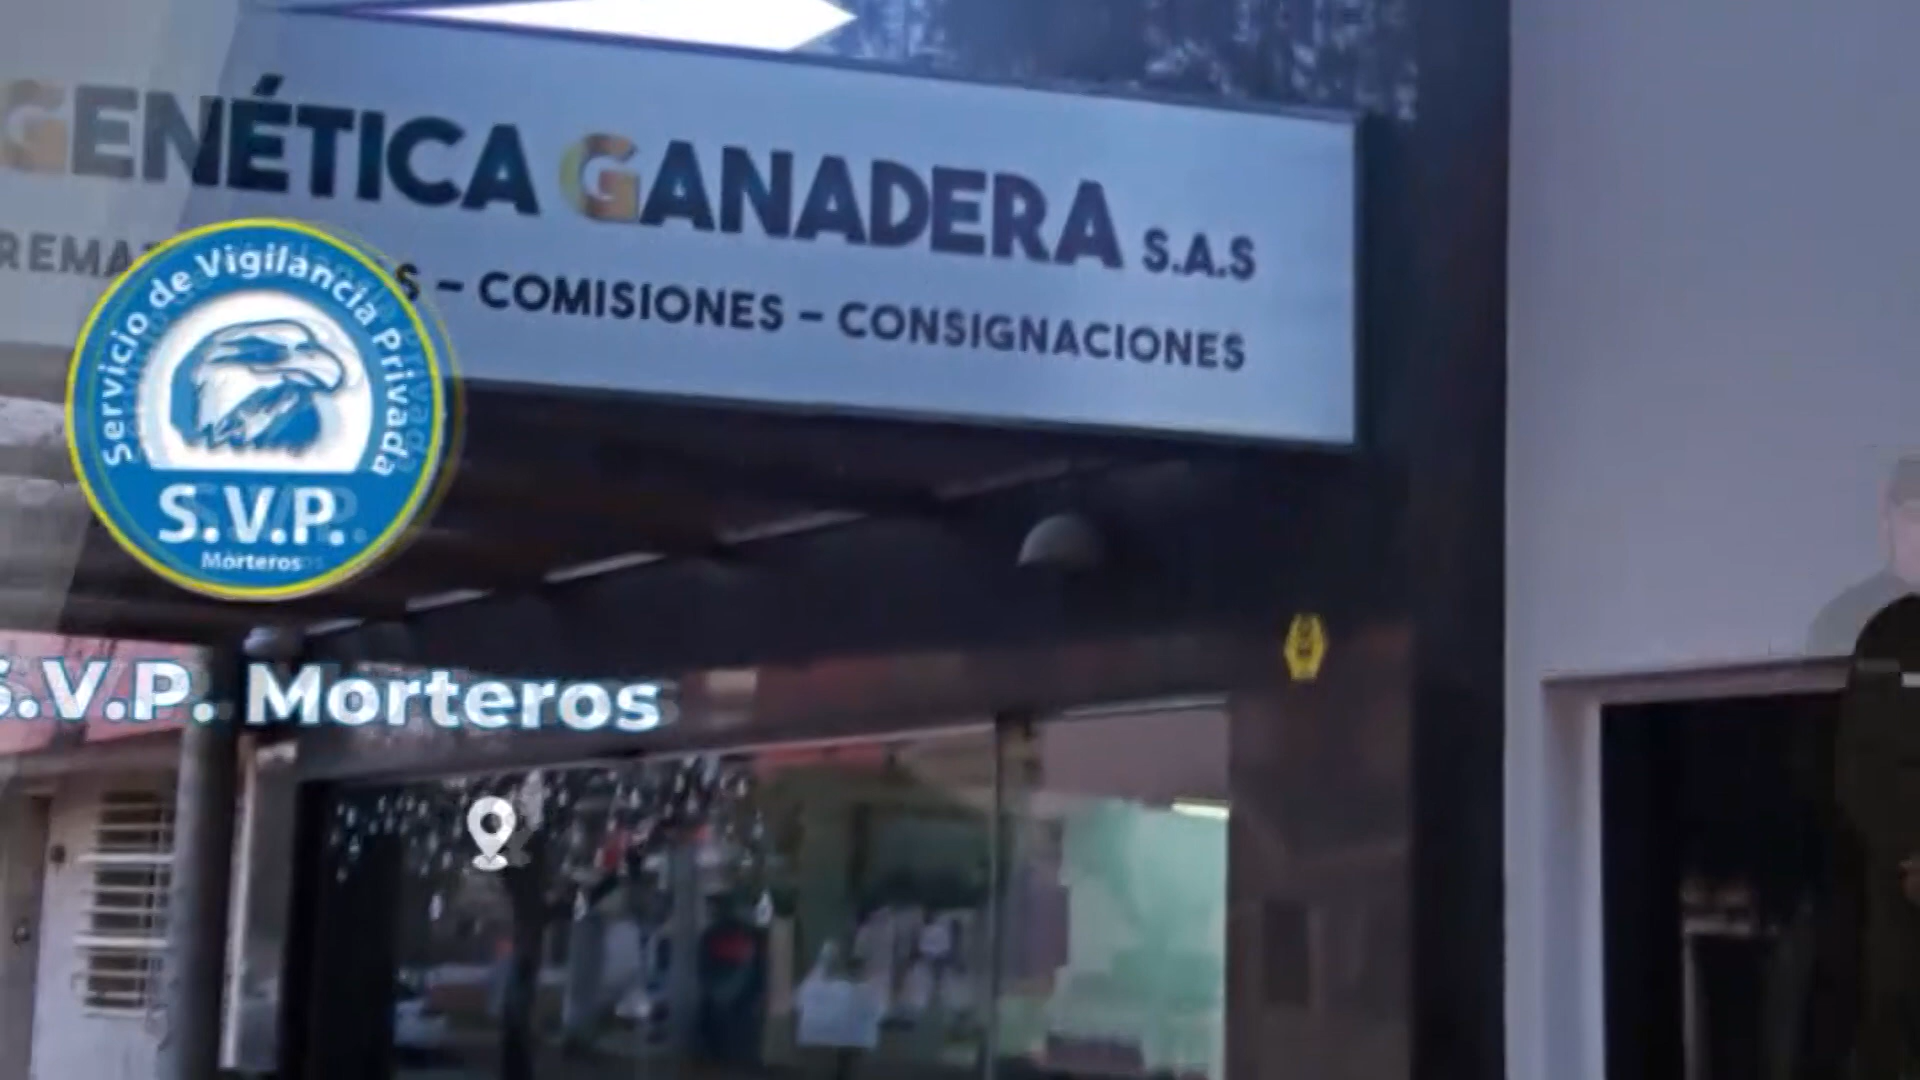 GENÉTICA GANADERA S.A.S
– COMISIONES – CONSIGNACIONES
Servicio de Vigilancia Privada
S.V.P.
Morteros
S.V.P. Morteros